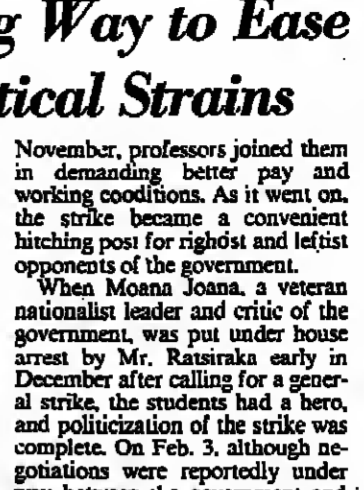 g Way to Ease
tical Strains
November, professors joined them
in demanding better pay and
working cooditions. As it went on,
the strike became a convenient
hitching post for rightist and leftist
opponents of the government.
When Moana Joana, a veteran
nationalist leader and critic of the
government, was put under house
arrest by Mr. Ratsiraka early in
December after calling for a gener-
al strike, the students had a hero,
and politicization of the strike was
complete. On Feb. 3, although ne-
gotiations were reportedly under